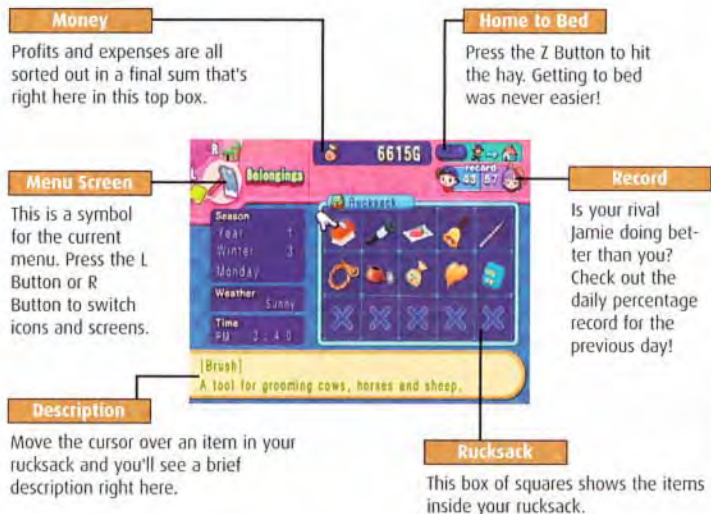 Money
Profits and expenses are all
sorted out in a final sum that's
right here in this top box.
Home to Bed
Press the Z Button to hit
the hay. Getting to bed
was never easier!
Menu Screen
This is a symbol
for the current
menu. Press the L
Button or R
Button to switch
icons and screens.
R
L
Belongings
6615G
record
43 57
Rucksack
Season
Year 1
Winter 3
Monday
Weather
Sunny
Time
PM 3:40
[Brush]
A tool for grooming cows, horses and sheep.
Record
Is your rival
Jamie doing bet-
ter than you?
Check out the
daily percentage
record for the
previous day!
Description
Move the cursor over an item in your
rucksack and you'll see a brief
description right here.
Rucksack
This box of squares shows the items
inside your rucksack.